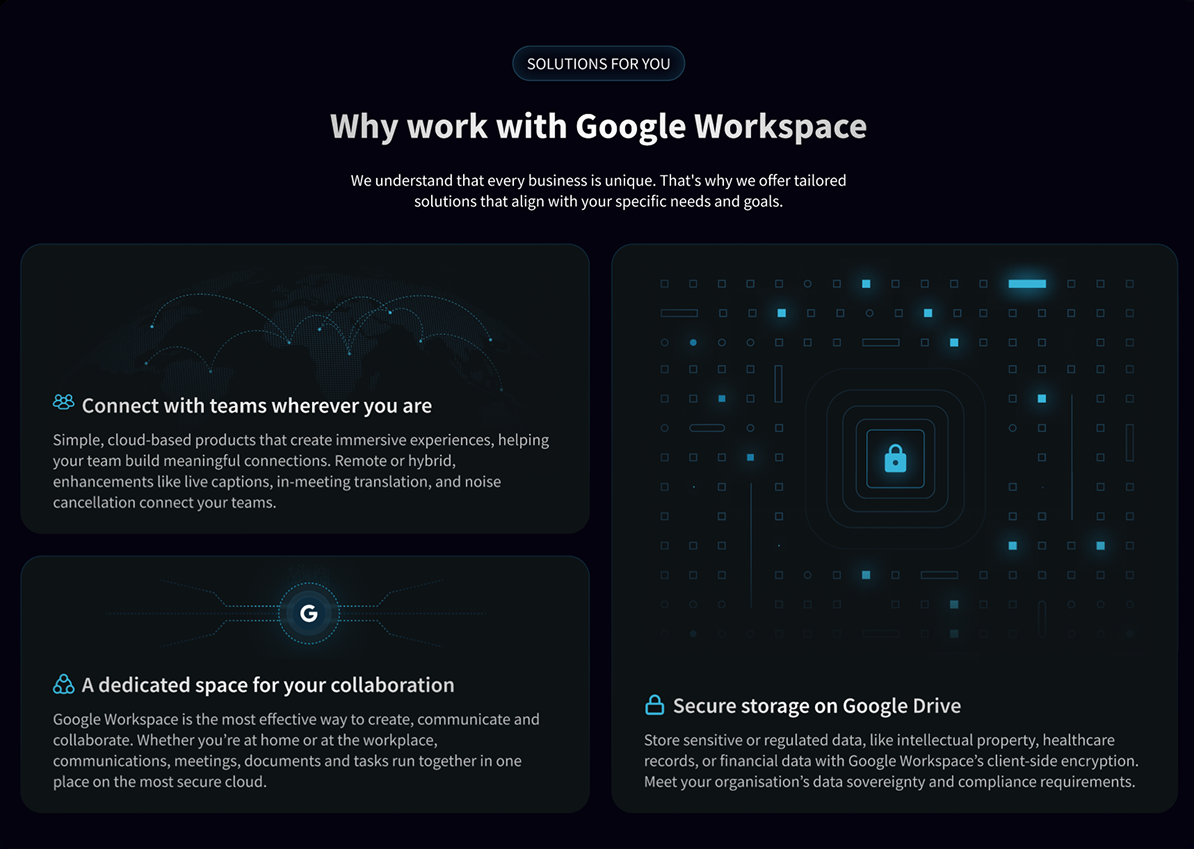 SOLUTIONS FOR YOU
Why work with Google Workspace
We understand that every business is unique. That's why we offer tailored
solutions that align with your specific needs and goals.
Connect with teams wherever you are
Simple, cloud-based products that create immersive experiences, helping
your team build meaningful connections. Remote or hybrid,
enhancements like live captions, in-meeting translation, and noise
cancellation connect your teams.
G
A dedicated space for your collaboration
Google Workspace is the most effective way to create, communicate and
collaborate. Whether you’re at home or at the workplace,
communications, meetings, documents and tasks run together in one
place on the most secure cloud.
Secure storage on Google Drive
Store sensitive or regulated data, like intellectual property, healthcare
records, or financial data with Google Workspace’s client-side encryption.
Meet your organisation’s data sovereignty and compliance requirements.